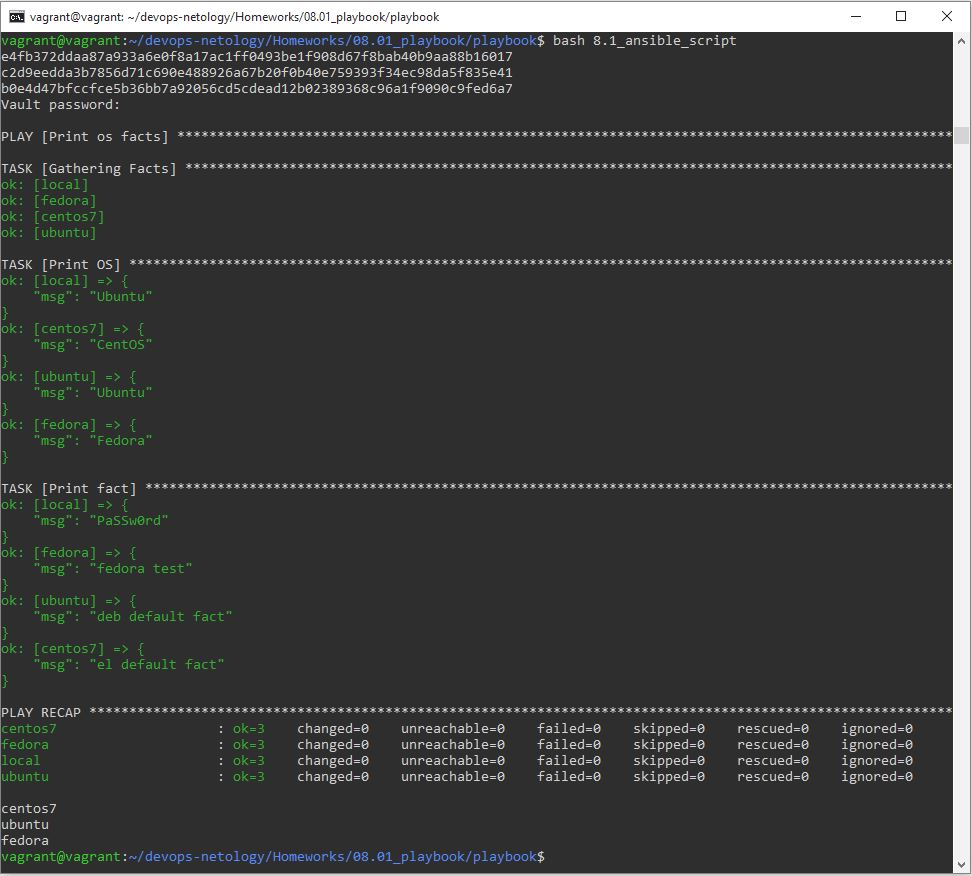 vagrant@vagrant: ~/devops-netology/Homeworks/08.01_playbook/playbook
vagrant@vagrant:~/devops-netology/Homeworks/08.01_playbook/playbook$ bash 8.1_ansible_script
e4fb372ddaa87a933a6e0f8a17ac1ff0493be1f908d67f8bab40b9aa88b16017
c2d9eedda3b7856d71c690e488926a67b20f0b40e759393f34ec98da5f835e41
b0e4d47bfccfce5b36bb7a92056cd5cdead12b02389368c96a1f9090c9fed6a7
Vault password:
PLAY [Print os facts] *************************************************************************************************
TASK [Gathering Facts] ************************************************************************************************
ok: [local]
ok: [fedora]
ok: [centos7]
ok: [ubuntu]
TASK [Print OS] *******************************************************************************************************
ok: [local] => {
    "msg": "Ubuntu"
}
ok: [centos7] => {
    "msg": "CentOS"
}
ok: [ubuntu] => {
    "msg": "Ubuntu"
}
ok: [fedora] => {
    "msg": "Fedora"
}
TASK [Print fact] *****************************************************************************************************
ok: [local] => {
    "msg": "PaSSw0rd"
}
ok: [fedora] => {
    "msg": "fedora test"
}
ok: [ubuntu] => {
    "msg": "deb default fact"
}
ok: [centos7] => {
    "msg": "el default fact"
}
PLAY RECAP ************************************************************************************************************
centos7                    : ok=3    changed=0    unreachable=0    failed=0    skipped=0    rescued=0    ignored=0
fedora                     : ok=3    changed=0    unreachable=0    failed=0    skipped=0    rescued=0    ignored=0
local                      : ok=3    changed=0    unreachable=0    failed=0    skipped=0    rescued=0    ignored=0
ubuntu                     : ok=3    changed=0    unreachable=0    failed=0    skipped=0    rescued=0    ignored=0
centos7
ubuntu
fedora
vagrant@vagrant:~/devops-netology/Homeworks/08.01_playbook/playbook$